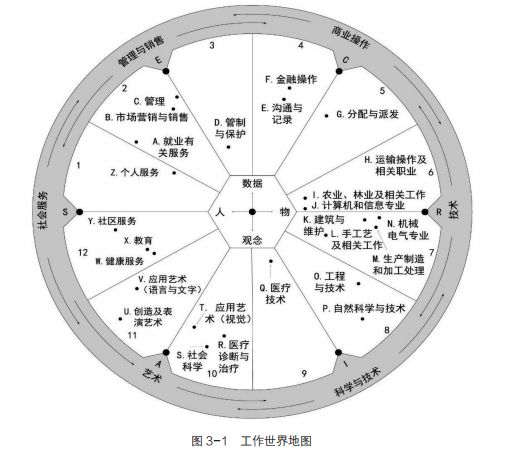 管理与销售
商业操作
技术
科学与技术
艺术
社会服务
E
C
R
I
A
S
1
2
3
4
5
6
7
8
9
10
11
12
C. 管理
B. 市场营销与销售
A. 就业有
关服务
Z. 个人服务
D. 管制
与保护
F. 金融操作
E. 沟通与
记录
G. 分配与派发
H. 运输操作及
相关职业
I. 农业、林业及相关工作
J. 计算机和信息专业
K. 建筑与
维护
L. 手工艺
及相关工作
N. 机械
电气专业
M. 生产制造
和加工处理
O. 工程
与技术
P. 自然科学与技术
Q. 医疗
技术
R. 医疗
诊断与
治疗
S. 社会
科学
T. 应用艺
术（视觉）
U. 创造及表
演艺术
V. 应用艺术
（语言与文字）
W. 健康服务
X. 教育
Y. 社区服务
数据
人
物
观念
图 3-1 工作世界地图